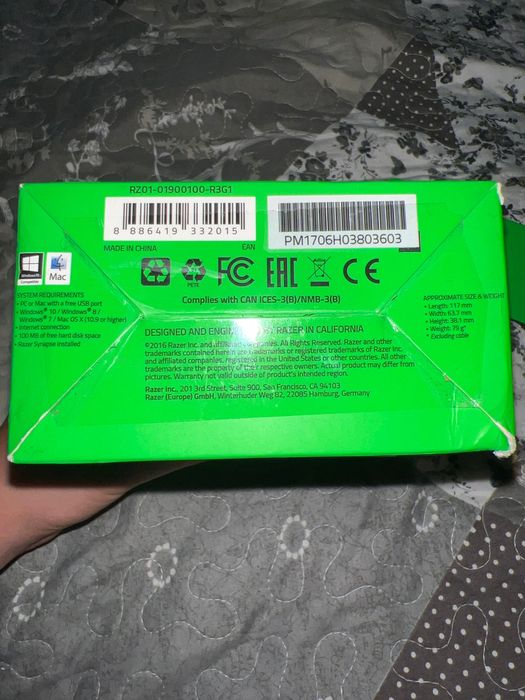 RZ01-01900100-R3G1
8 886419 332015
PM1706H03803603
MADE IN CHINA
EAN
PETE
FC
EAC
CE
Windows
Compatible
Mac
Complies with CAN ICES-3(B)/NMB-3(B)
SYSTEM REQUIREMENTS
• PC or Mac with a free USB port
• Windows® 10 / Windows® 8 /
Windows® 7 / Mac OS X (10.9 or higher)
• Internet connection
• 100 MB of free hard disk space
• Razer Synapse installed
APPROXIMATE SIZE & WEIGHT
• Length: 117 mm
• Width: 63.7 mm
• Height: 38.1 mm
• Weight: 79 g*
* Excluding cable
DESIGNED AND ENGINEERED BY RAZER IN CALIFORNIA
©2016 Razer Inc. and affiliated companies. All Rights Reserved. Razer and other
trademarks contained herein are trademarks or registered trademarks of Razer Inc.
and affiliated companies, registered in the United States or other countries. All other
trademarks are the property of their respective owners. Actual product may differ from
pictures. Warranty not valid outside of product's intended region.
Razer Inc., 201 3rd Street, Suite 900, San Francisco, CA 94103
Razer (Europe) GmbH, Winterhuder Weg 82, 22085 Hamburg, Germany